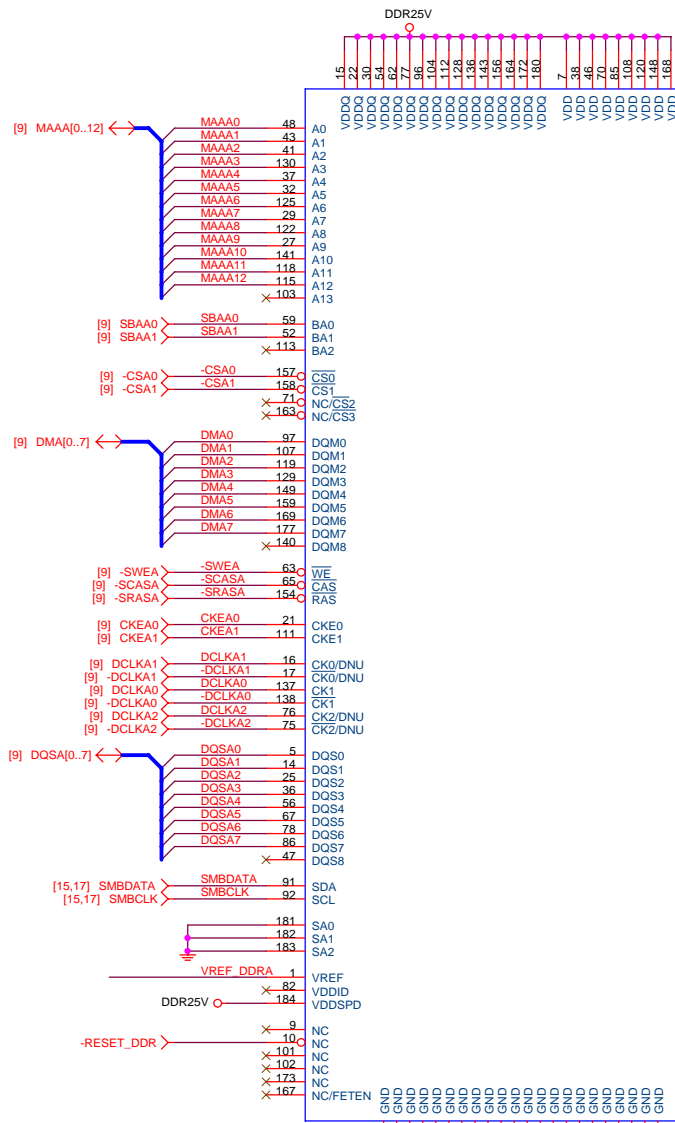 DDR25V
15 22 30 54 62 77 96 104 112 128 136 143 156 164 172 180 7 38 46 70 85 108 120 148 168
VDDQ VDDQ VDDQ VDDQ VDDQ VDDQ VDDQ VDDQ VDDQ VDDQ VDDQ VDDQ VDDQ VDDQ VDDQ VDDQ VDD VDD VDD VDD VDD VDD VDD VDD VDD
[9] MAAA[0..12] MAAA0 48 A0
MAAA1 43 A1
MAAA2 41 A2
MAAA3 130 A3
MAAA4 37 A4
MAAA5 32 A5
MAAA6 125 A6
MAAA7 29 A7
MAAA8 122 A8
MAAA9 27 A9
MAAA10 141 A10
MAAA11 118 A11
MAAA12 115 A12
103 A13
[9] SBAA0 SBAA0 59 BA0
[9] SBAA1 SBAA1 52 BA1
113 BA2
[9] -CSA0 -CSA0 157 CS0
[9] -CSA1 -CSA1 158 CS1
71 NC/CS2
163 NC/CS3
[9] DMA[0..7] DMA0 97 DQM0
DMA1 107 DQM1
DMA2 119 DQM2
DMA3 129 DQM3
DMA4 149 DQM4
DMA5 159 DQM5
DMA6 169 DQM6
DMA7 177 DQM7
140 DQM8
[9] -SWEA -SWEA 63 WE
[9] -SCASA -SCASA 65 CAS
[9] -SRASA -SRASA 154 RAS
[9] CKEA0 CKEA0 21 CKE0
[9] CKEA1 CKEA1 111 CKE1
[9] DCLKA1 DCLKA1 16 CK0/DNU
[9] -DCLKA1 -DCLKA1 17 CK0/DNU
[9] DCLKA0 DCLKA0 137 CK1
[9] -DCLKA0 -DCLKA0 138 CK1
[9] DCLKA2 DCLKA2 76 CK2/DNU
[9] -DCLKA2 -DCLKA2 75 CK2/DNU
[9] DQSA[0..7] DQSA0 5 DQS0
DQSA1 14 DQS1
DQSA2 25 DQS2
DQSA3 36 DQS3
DQSA4 56 DQS4
DQSA5 67 DQS5
DQSA6 78 DQS6
DQSA7 86 DQS7
47 DQS8
[15,17] SMBDATA SMBDATA 91 SDA
[15,17] SMBCLK SMBCLK 92 SCL
181 SA0
182 SA1
183 SA2
VREF_DDRA 1 VREF
82 VDDID
DDR25V 184 VDDSPD
9 NC
-RESET_DDR 10 NC
101 NC
102 NC
173 NC
167 NC/FETEN
GND GND GND GND GND GND GND GND GND GND GND GND GND GND GND GND GND GND GND GND GND GND